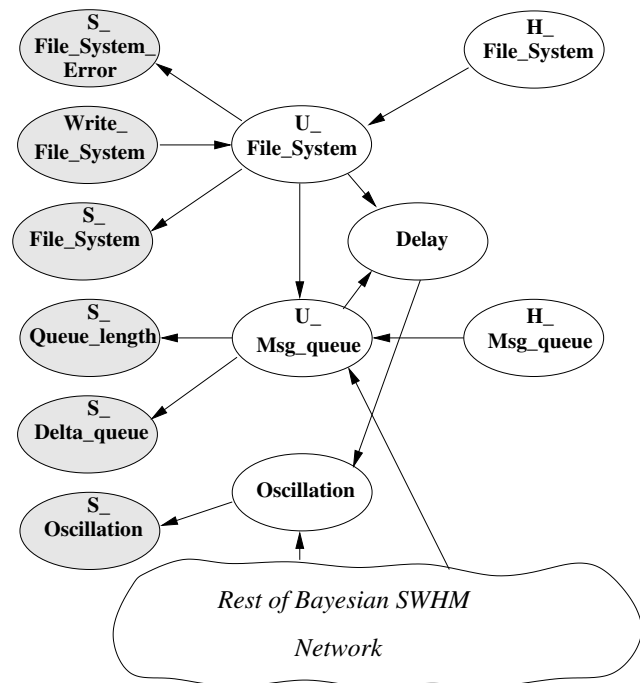 S_
File_System_
Error
H_
File_System
Write_
File_System
U_
File_System
S_
File_System
Delay
S_
Queue_length
U_
Msg_queue
H_
Msg_queue
S_
Delta_queue
Oscillation
S_
Oscillation
Rest of Bayesian SWHM
Network